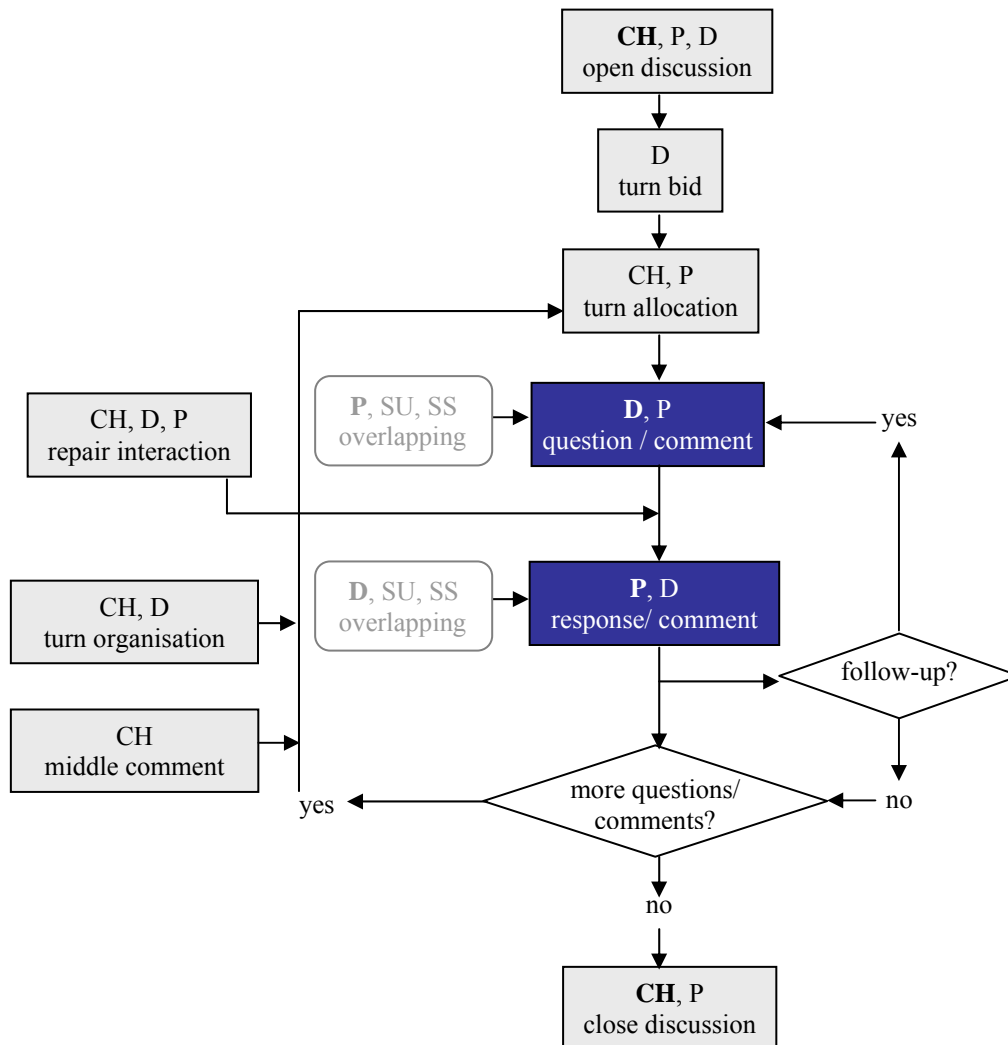 CH, P, D
open discussion
D
turn bid
CH, P
turn allocation
P, SU, SS
overlapping
D, P
question / comment
yes
CH, D, P
repair interaction
D, SU, SS
overlapping
P, D
response/ comment
CH, D
turn organisation
follow-up?
CH
middle comment
more questions/
comments?
yes
no
no
CH, P
close discussion